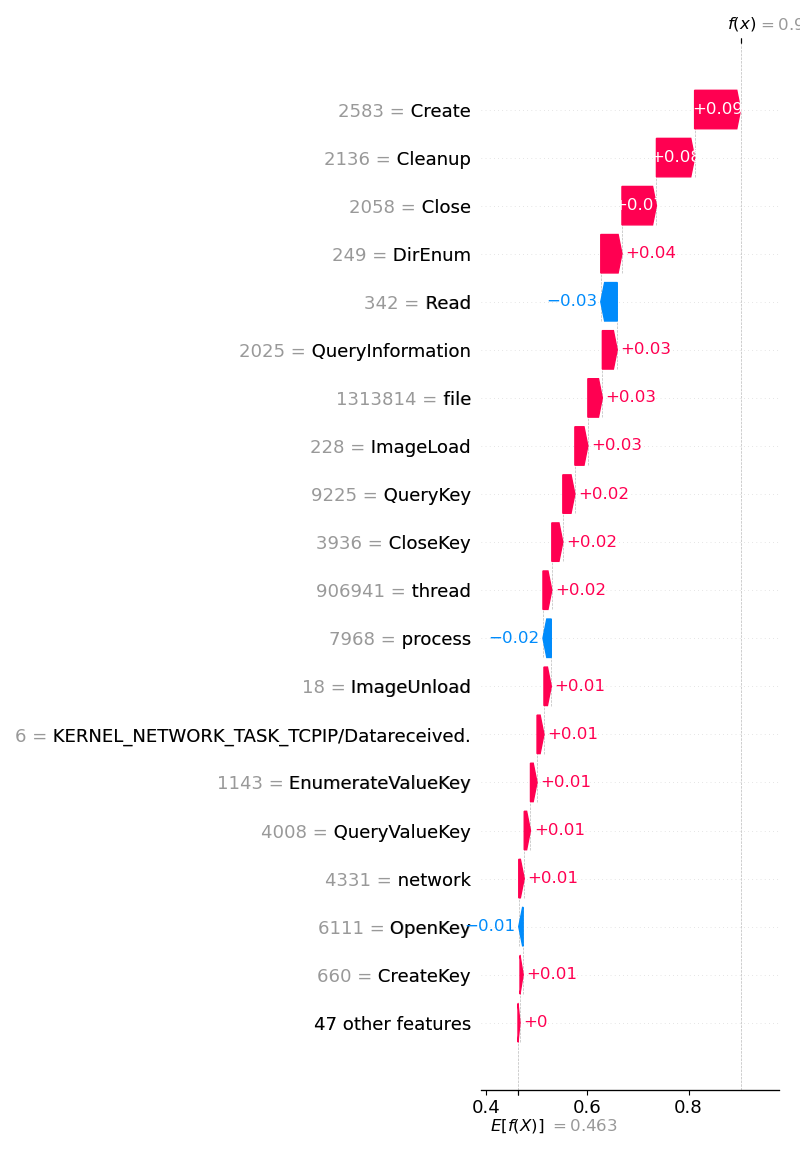 f(x) = 0.9
2583 = Create +0.09
2136 = Cleanup +0.08
2058 = Close +0.0
249 = DirEnum +0.04
342 = Read −0.03
2025 = QueryInformation +0.03
1313814 = file +0.03
228 = ImageLoad +0.03
9225 = QueryKey +0.02
3936 = CloseKey +0.02
906941 = thread +0.02
7968 = process −0.02
18 = ImageUnload +0.01
6 = KERNEL_NETWORK_TASK_TCPIP/Datareceived. +0.01
1143 = EnumerateValueKey +0.01
4008 = QueryValueKey +0.01
4331 = network +0.01
6111 = OpenKey −0.01
660 = CreateKey +0.01
47 other features +0
0.4 0.6 0.8
E[f(X)] = 0.463